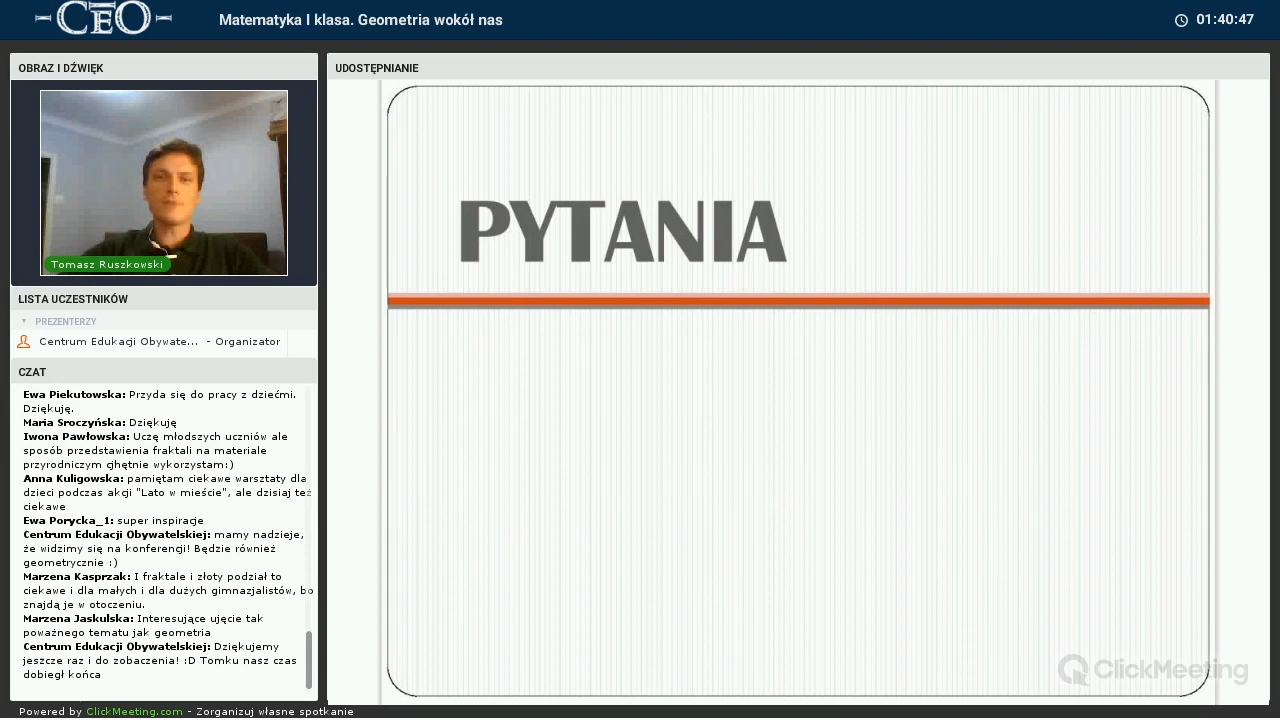 CEO
Matematyka I klasa. Geometria wokół nas
01:40:47
OBRAZ I DŹWIĘK
Tomasz Ruszkowski
LISTA UCZESTNIKÓW
PREZENTERZY
Centrum Edukacji Obywate... - Organizator
CZAT
Ewa Piekutowska: Przyda się do pracy z dziećmi.
Dziękuję.
Maria Sroczyńska: Dziękuję
Iwona Pawłowska: Uczę młodszych uczniów ale
sposób przedstawienia fraktali na materiale
przyrodniczym cjhętnie wykorzystam:)
Anna Kuligowska: pamiętam ciekawe warsztaty dla
dzieci podczas akcji "Lato w mieście", ale dzisiaj też
ciekawe
Ewa Porycka_1: super inspiracje
Centrum Edukacji Obywatelskiej: mamy nadzieje,
że widzimy się na konferencji! Będzie również
geometrycznie :)
Marzena Kasprzak: I fraktale i złoty podział to
ciekawe i dla małych i dla dużych gimnazjalistów, bo
znajdą je w otoczeniu.
Marzena Jaskulska: Interesujące ujęcie tak
poważnego tematu jak geometria
Centrum Edukacji Obywatelskiej: Dziękujemy
jeszcze raz i do zobaczenia! :D Tomku nasz czas
dobiegł końca
Powered by ClickMeeting.com - Zorganizuj własne spotkanie
UDOSTĘPNIANIE
PYTANIA
ClickMeeting